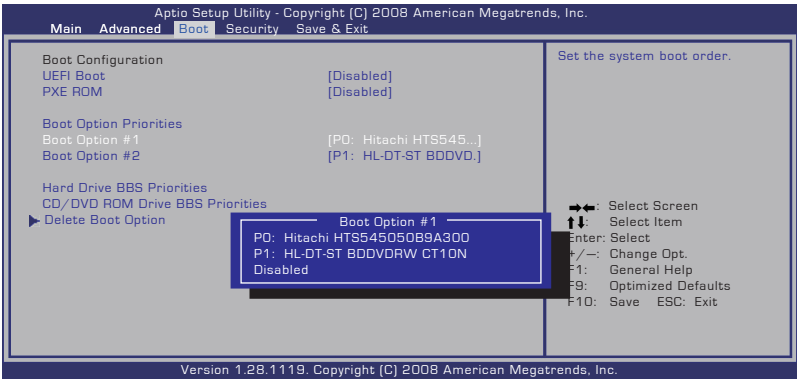 Aptio Setup Utility - Copyright (C) 2008 American Megatrends, Inc.
Main Advanced Boot Security Save & Exit
Boot Configuration
UEFI Boot [Disabled]
PXE ROM [Disabled]
Boot Option Priorities
Boot Option #1 [P0: Hitachi HTS545...]
Boot Option #2 [P1: HL-DT-ST BDDVD.]
Hard Drive BBS Priorities
CD/DVD ROM Drive BBS Priorities
Delete Boot Option
Boot Option #1
P0: Hitachi HTS545050B9A300
P1: HL-DT-ST BDDVDRW CT10N
Disabled
Set the system boot order.
→←: Select Screen
↑↓: Select Item
Enter: Select
+/—: Change Opt.
F1: General Help
F9: Optimized Defaults
F10: Save ESC: Exit
Version 1.28.1119. Copyright (C) 2008 American Megatrends, Inc.